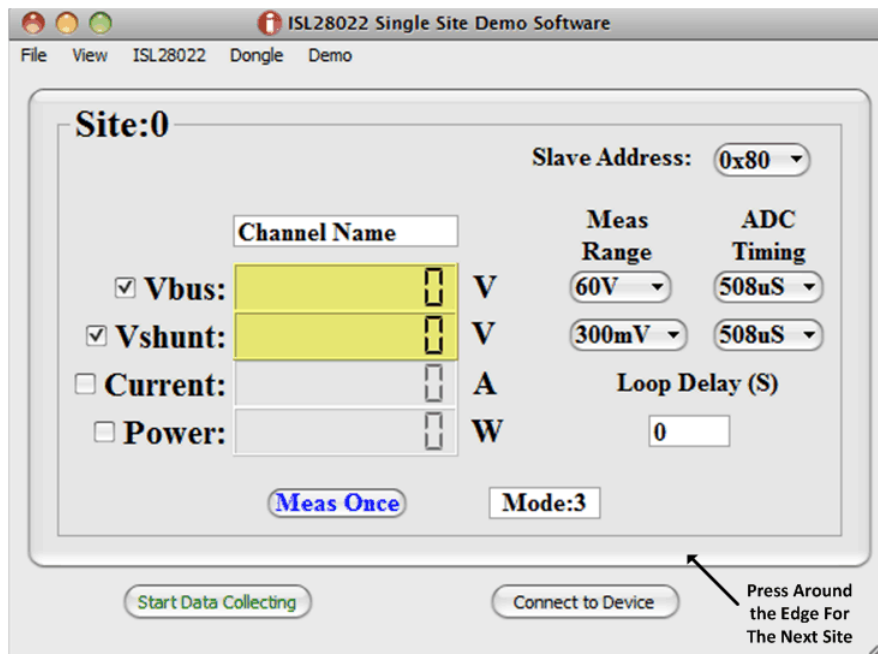 ISL28022 Single Site Demo Software
File View ISL28022 Dongle Demo
Site:0
Slave Address: 0x80
Channel Name
Meas Range
ADC Timing
Vbus: 0 V 60V 508uS
Vshunt: 0 V 300mV 508uS
Current: 0 A
Loop Delay (S)
Power: 0 W 0
Meas Once
Mode:3
Start Data Collecting
Connect to Device
Press Around
the Edge For
The Next Site